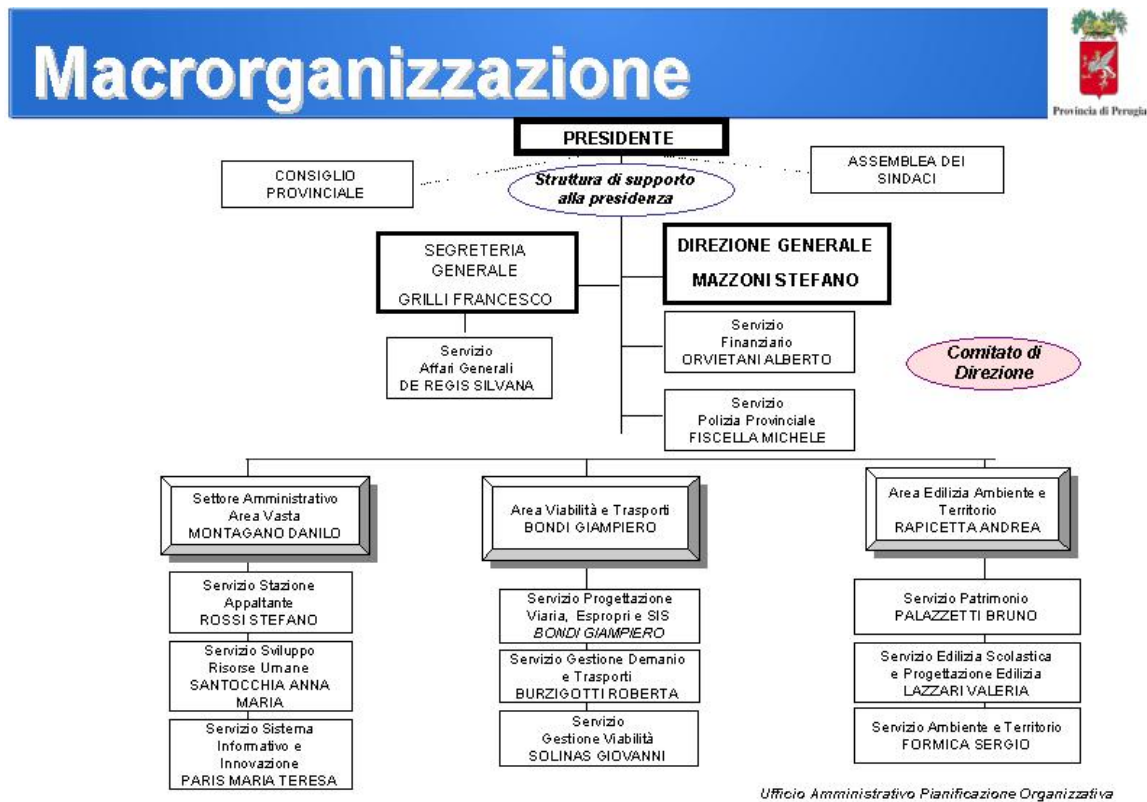 Macrorganizzazione
Provincia di Perugia
PRESIDENTE
CONSIGLIO
PROVINCIALE
Struttura di supporto
alla presidenza
ASSEMBLEA DEI
SINDACI
SEGRETERIA
GENERALE
GRILLI FRANCESCO
DIREZIONE GENERALE
MAZZONI STEFANO
Servizio
Affari Generali
DE REGIS SILVANA
Servizio
Finanziario
ORVIETANI ALBERTO
Comitato di
Direzione
Servizio
Polizia Provinciale
FISCELLA MICHELE
Settore Amministrativo
Area Vasta
MONTAGANO DANILO
Area Viabilità e Trasporti
BONDI GIAMPIERO
Area Edilizia Ambiente e
Territorio
RAPICETTA ANDREA
Servizio Stazione
Appaltante
ROSSI STEFANO
Servizio Sviluppo
Risorse Umane
SANTOCCHIA ANNA
MARIA
Servizio Sistema
Informativo e
Innovazione
PARIS MARIA TERESA
Servizio Progettazione
Viaria, Espropri e SIS
BONDI GIAMPIERO
Servizio Gestione Demanio
e Trasporti
BURZIGOTTI ROBERTA
Servizio
Gestione Viabilità
SOLINAS GIOVANNI
Servizio Patrimonio
PALAZZETTI BRUNO
Servizio Edilizia Scolastica
e Progettazione Edilizia
LAZZARI VALERIA
Servizio Ambiente e Territorio
FORMICA SERGIO
Ufficio Amministrativo Pianificazione Organizzativa